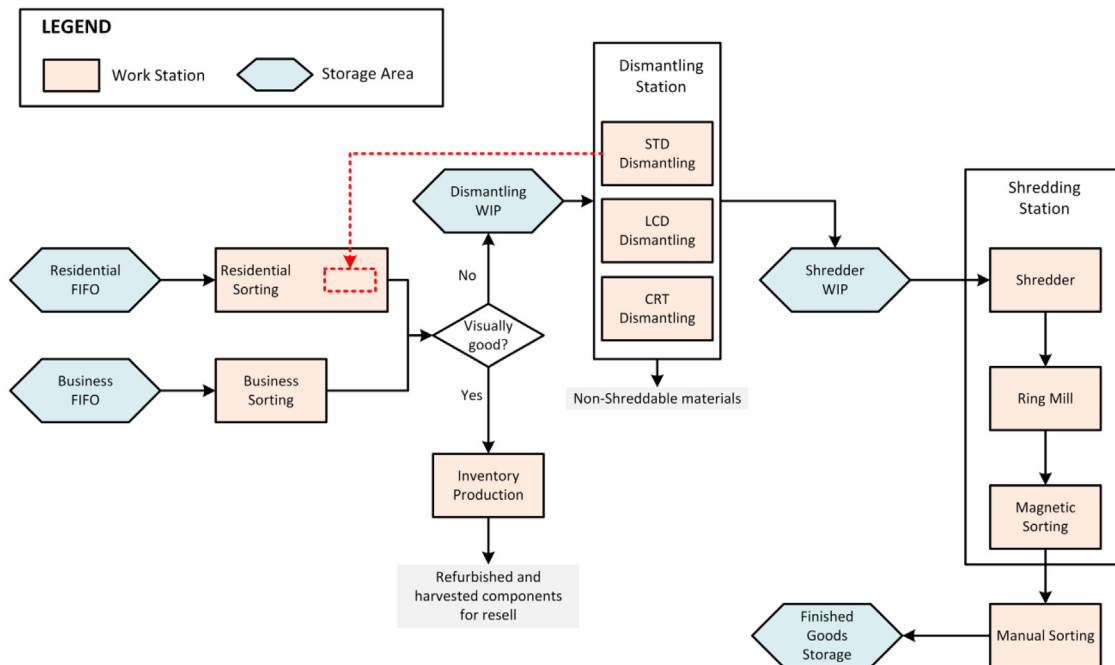 LEGEND
Work Station
Storage Area
Dismantling
Station
STD
Dismantling
LCD
Dismantling
CRT
Dismantling
Non-Shreddable materials
Dismantling
WIP
Residential
FIFO
Residential
Sorting
No
Visually
good?
Yes
Business
FIFO
Business
Sorting
Inventory
Production
Refurbished and
harvested components
for resell
Shredder
WIP
Shredding
Station
Shredder
Ring Mill
Magnetic
Sorting
Manual Sorting
Finished
Goods
Storage